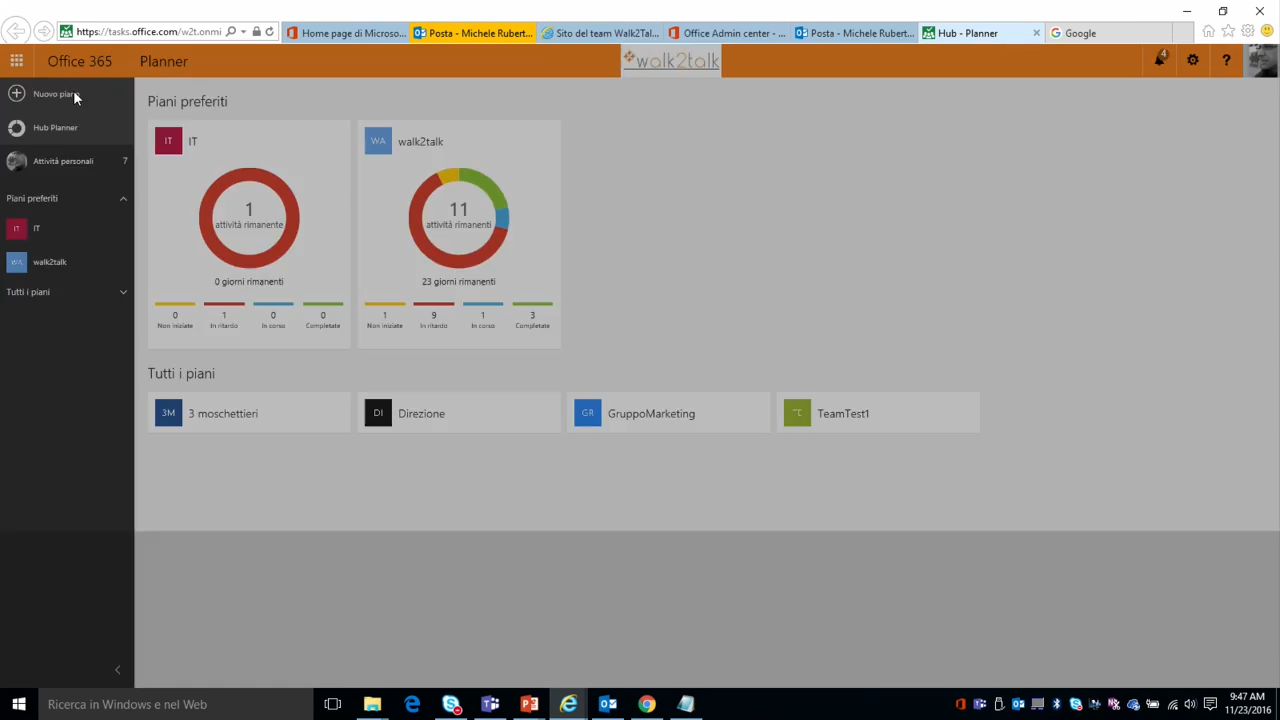 https://tasks.office.com/w2t.onmi
Home page di Microso...
Posta - Michele Rubert...
Sito del team Walk2Tal...
Office Admin center - ...
Posta - Michele Rubert...
Hub - Planner
Google
Office 365
Planner
walk2talk
4
?
Nuovo piano
Hub Planner
Attività personali 7
Piani preferiti
IT IT
WA walk2talk
Tutti i piani
Piani preferiti
IT IT
1
attività rimanente
0 giorni rimanenti
0 1 0 0
Non iniziate In ritardo In corso Completate
WA walk2talk
11
attività rimanenti
23 giorni rimanenti
1 9 1 3
Non iniziate In ritardo In corso Completate
Tutti i piani
3M 3 moschettieri
DI Direzione
GR GruppoMarketing
TE TeamTest1
Ricerca in Windows e nel Web
9:47 AM
11/23/2016